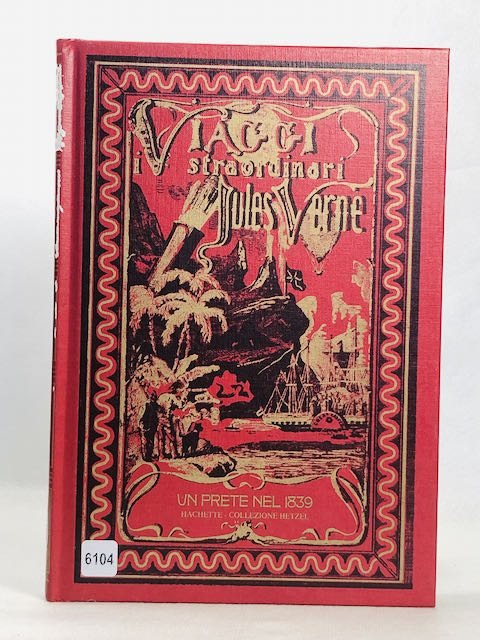 i Viaggi
straordinari
Jules Verne
UN PRETE NEL 1839
HACHETTE - COLLEZIONE HETZEL
6104